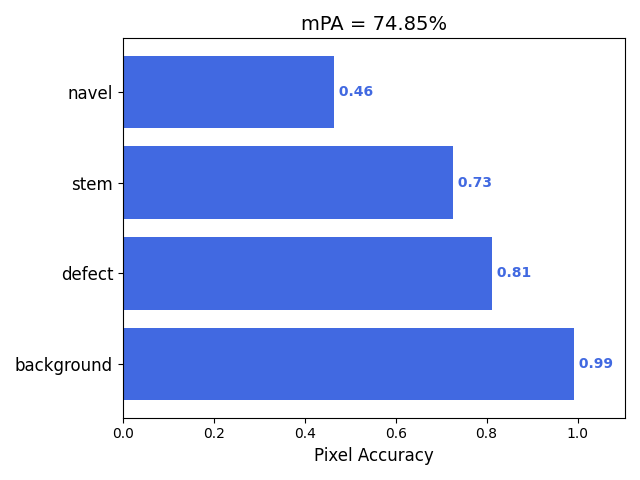 mPA = 74.85%
navel
0.46
stem
0.73
defect
0.81
background
0.99
0.0 0.2 0.4 0.6 0.8 1.0
Pixel Accuracy